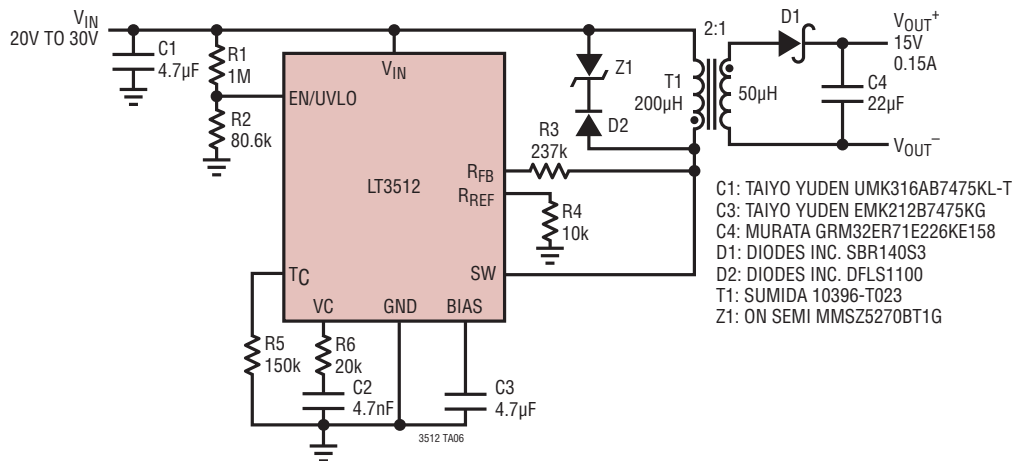 VIN
20V TO 30V
C1
4.7µF
R1
1M
R2
80.6k
VIN
EN/UVLO
LT3512
RFB
RREF
SW
TC
VC
GND
BIAS
Z1
D2
R3
237k
R4
10k
T1
200µH
2:1
50µH
D1
C4
22µF
VOUT+
15V
0.15A
VOUT–
R5
150k
R6
20k
C2
4.7nF
C3
4.7µF
3512 TA06
C1: TAIYO YUDEN UMK316AB7475KL-T
C3: TAIYO YUDEN EMK212B7475KG
C4: MURATA GRM32ER71E226KE158
D1: DIODES INC. SBR140S3
D2: DIODES INC. DFLS1100
T1: SUMIDA 10396-T023
Z1: ON SEMI MMSZ5270BT1G